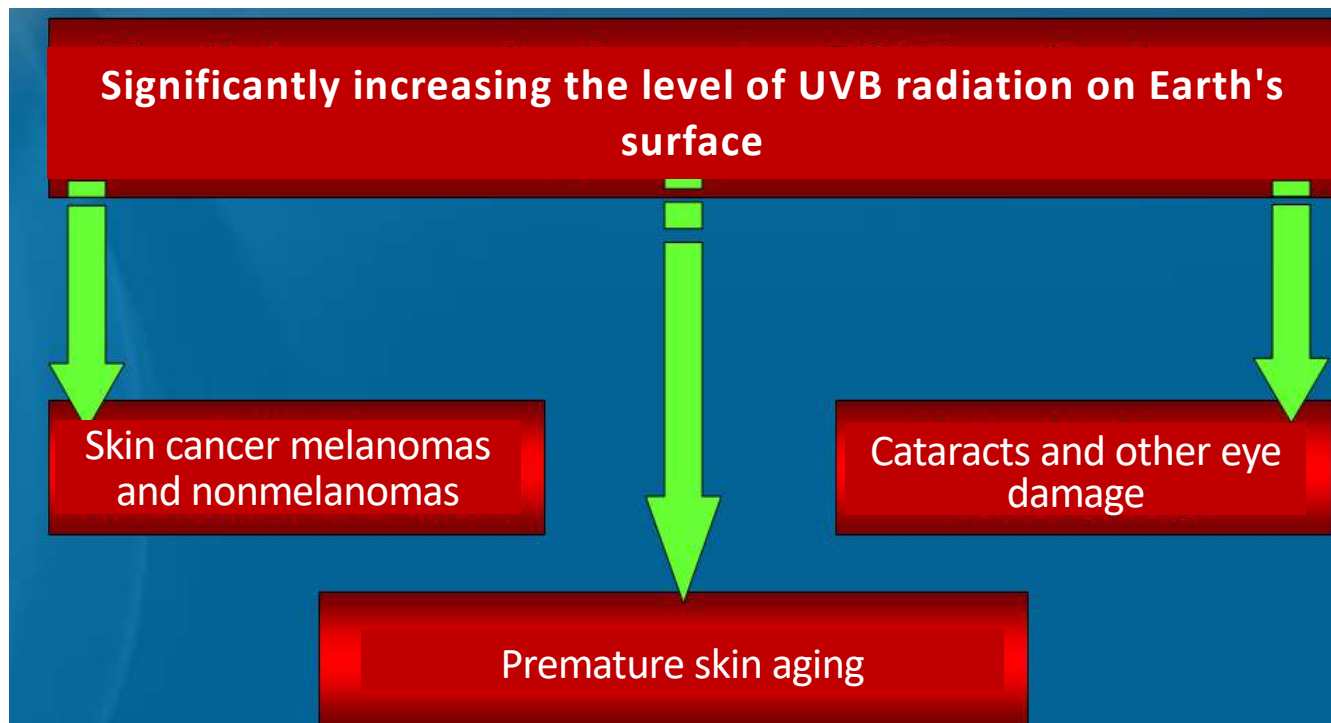 Significantly increasing the level of UVB radiation on Earth's
surface
Skin cancer melanomas
and nonmelanomas
Cataracts and other eye
damage
Premature skin aging